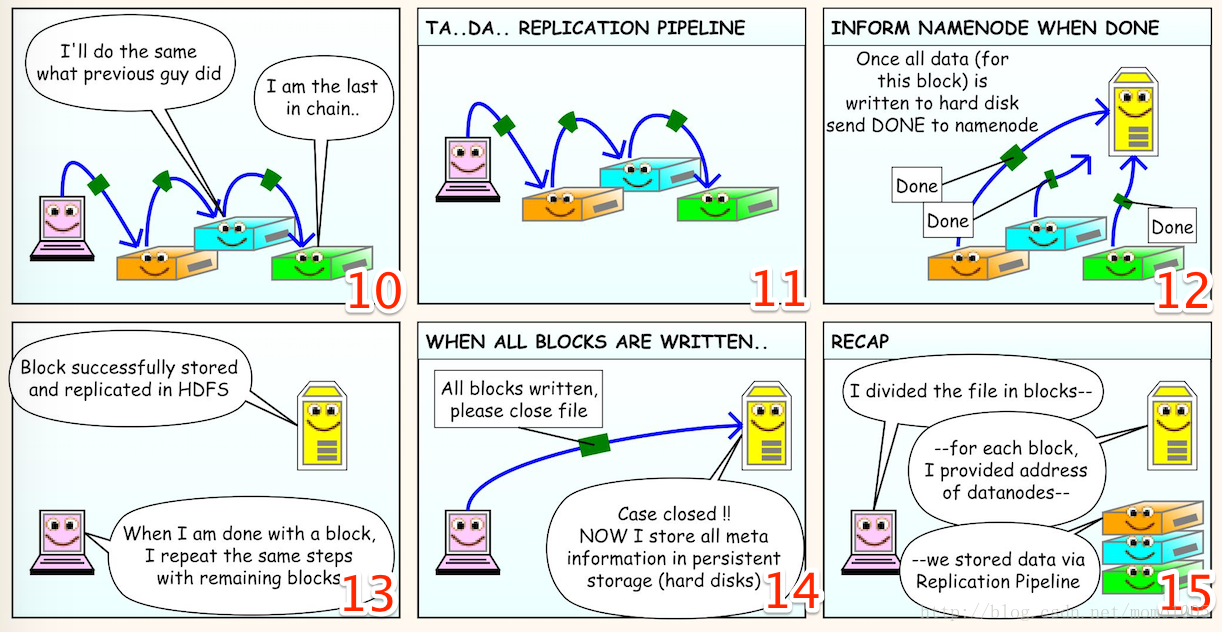 I'll do the same
what previous guy did
I am the last
in chain..
10
TA..DA.. REPLICATION PIPELINE
11
INFORM NAMENODE WHEN DONE
Once all data (for
this block) is
written to hard disk
send DONE to namenode
Done
Done
Done
12
Block successfully stored
and replicated in HDFS
When I am done with a block,
I repeat the same steps
with remaining blocks
13
WHEN ALL BLOCKS ARE WRITTEN..
All blocks written,
please close file
Case closed !!
NOW I store all meta
information in persistent
storage (hard disks)
14
RECAP
I divided the file in blocks--
--for each block,
I provided address
of datanodes--
--we stored data via
Replication Pipeline
15